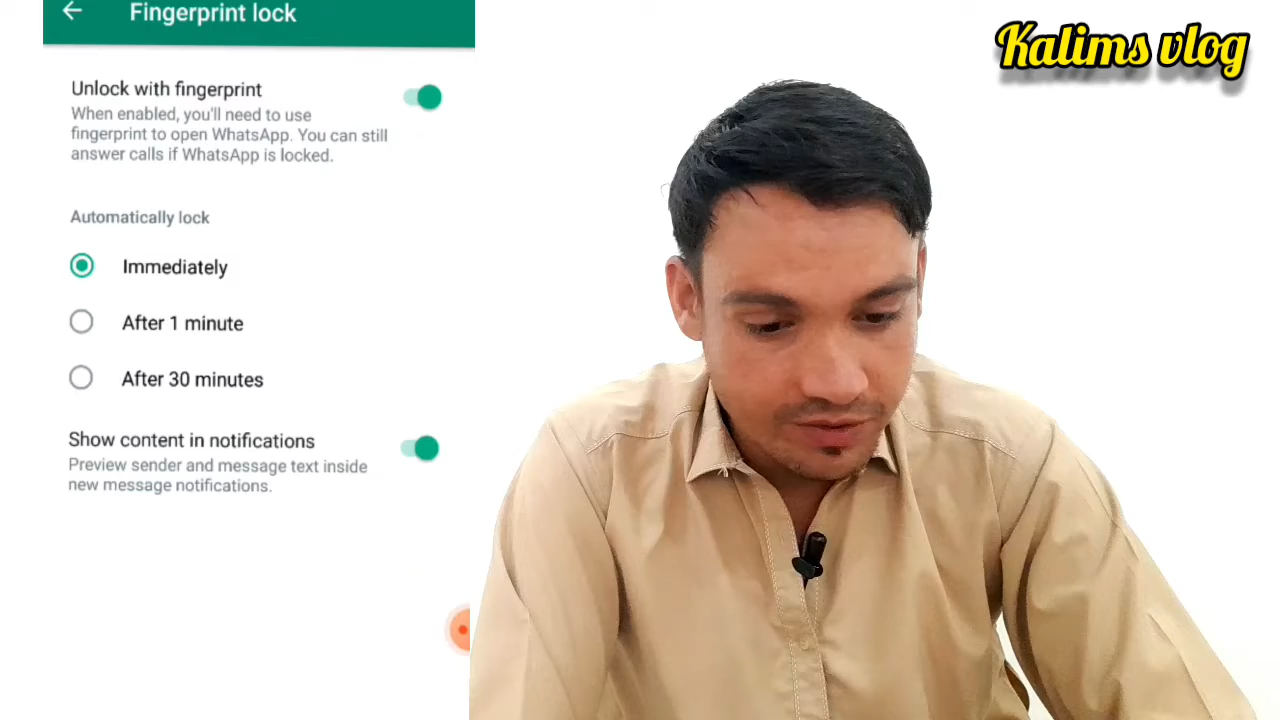 Fingerprint lock
Unlock with fingerprint
When enabled, you'll need to use
fingerprint to open WhatsApp. You can still
answer calls if WhatsApp is locked.
Automatically lock
Immediately
After 1 minute
After 30 minutes
Show content in notifications
Preview sender and message text inside
new message notifications.
Kalims vlog